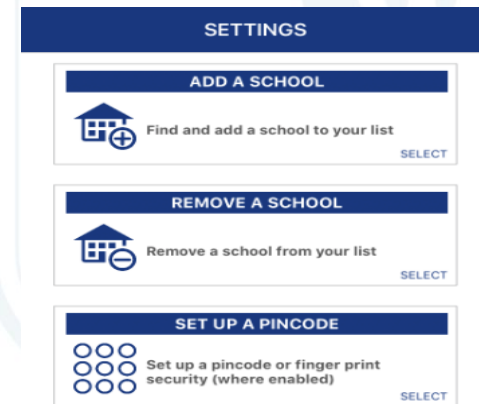 SETTINGS
ADD A SCHOOL
Find and add a school to your list
SELECT
REMOVE A SCHOOL
Remove a school from your list
SELECT
SET UP A PINCODE
Set up a pincode or finger print
security (where enabled)
SELECT